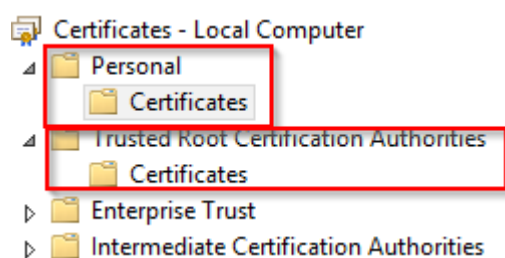 Certificates - Local Computer
Personal
Certificates
Trusted Root Certification Authorities
Certificates
Enterprise Trust
Intermediate Certification Authorities